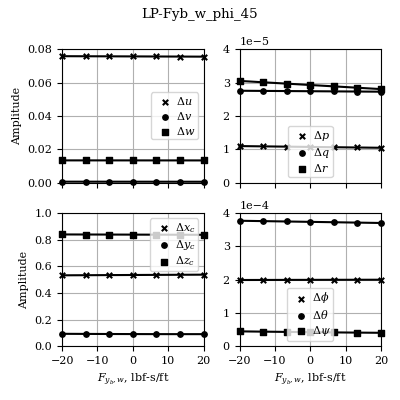 LP-Fyb_w_phi_45
1e−5
0.08
0.06
0.04
0.02
0.00
Amplitude
Δu
Δv
Δw
4
3
2
1
0
Δp
Δq
Δr
1e−4
1.0
0.8
0.6
0.4
0.2
0.0
Amplitude
Δx_c
Δy_c
Δz_c
−20 −10 0 10 20
F_{y_b,w}, lbf-s/ft
4
3
2
1
0
Δϕ
Δθ
Δψ
−20 −10 0 10 20
F_{y_b,w}, lbf-s/ft